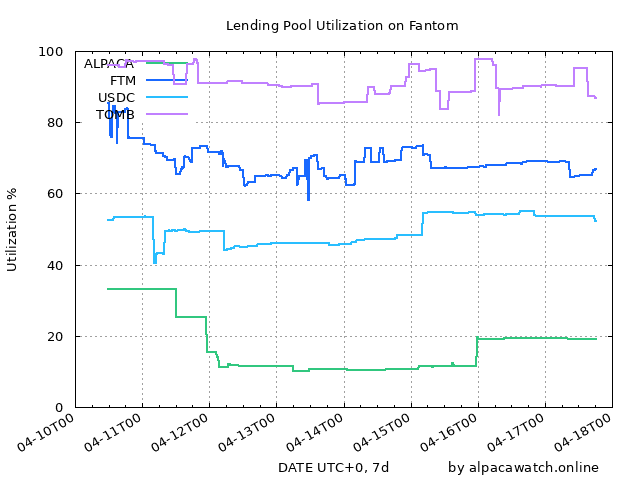 Lending Pool Utilization on Fantom
Utilization %
100
80
60
40
20
0
ALPACA
FTM
USDC
TOMB
04-10T00
04-11T00
04-12T00
04-13T00
04-14T00
04-15T00
04-16T00
04-17T00
04-18T00
DATE UTC+0, 7d
by alpacawatch.online